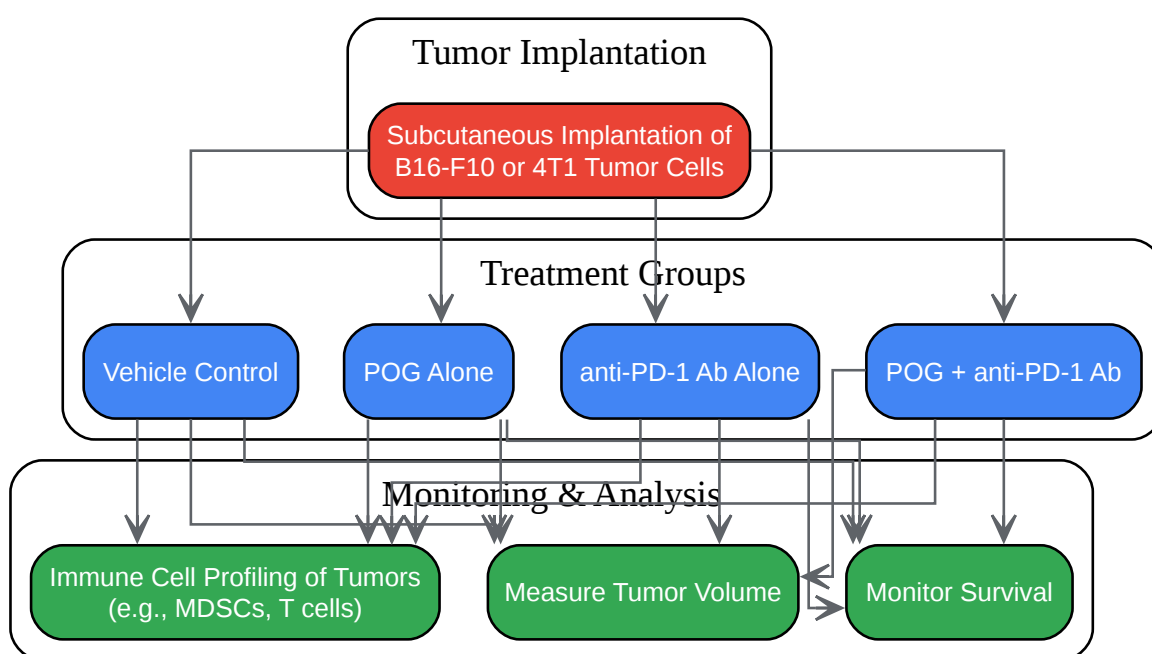 Tumor Implantation
Subcutaneous Implantation of
B16-F10 or 4T1 Tumor Cells
Treatment Groups
Vehicle Control
POG Alone
anti-PD-1 Ab Alone
POG + anti-PD-1 Ab
Monitoring & Analysis
Immune Cell Profiling of Tumors
(e.g., MDSCs, T cells)
Measure Tumor Volume
Monitor Survival